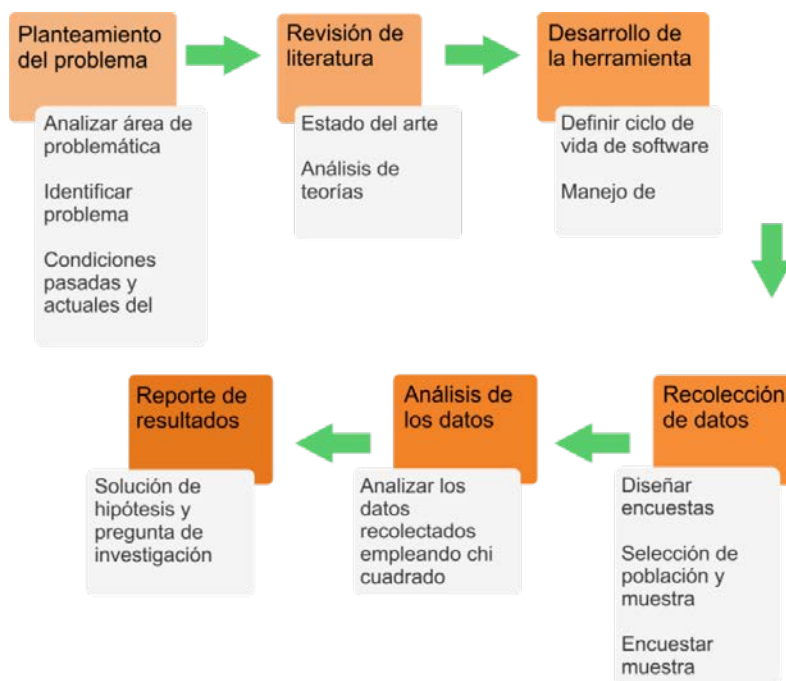 Planteamiento
del problema
Analizar área de
problemática
Identificar
problema
Condiciones
pasadas y
actuales del
Revisión de
literatura
Estado del arte
Análisis de
teorías
Desarrollo de
la herramienta
Definir ciclo de
vida de software
Manejo de
Recolección
de datos
Diseñar
encuestas
Selección de
población y
muestra
Encuestar
muestra
Análisis de
los datos
Analizar los
datos
recolectados
empleando chi
cuadrado
Reporte de
resultados
Solución de
hipótesis y
pregunta de
investigación